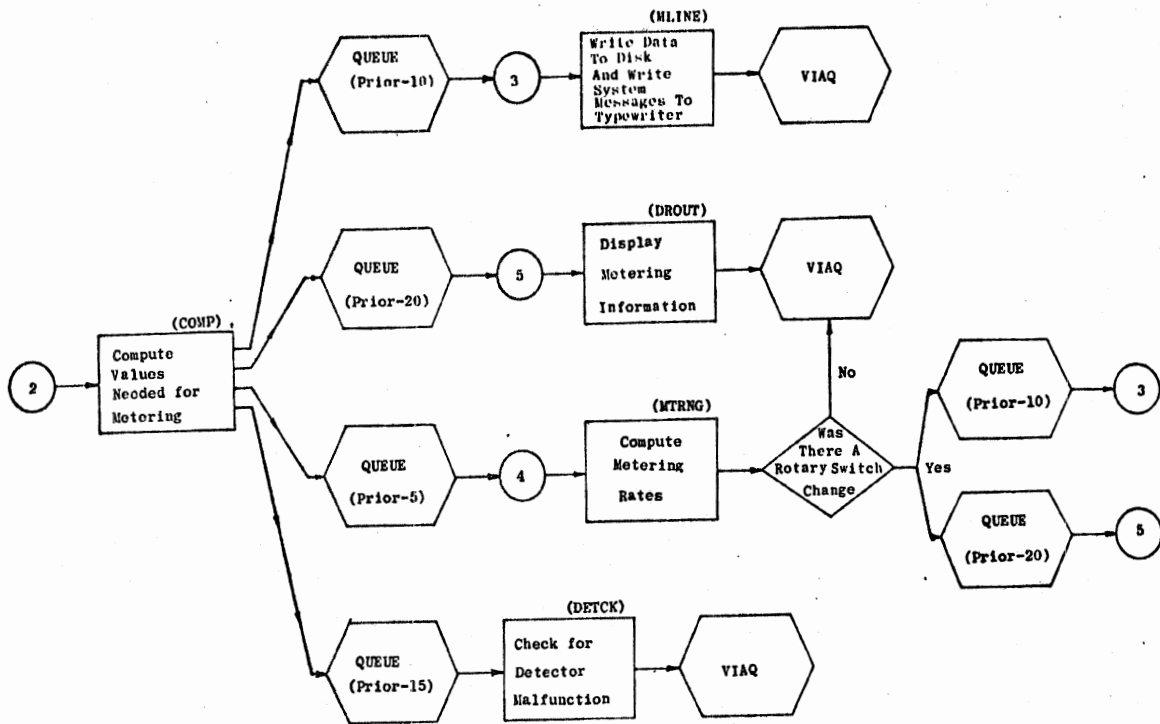 (MLINE)
QUEUE
(Prior-10)
3
Write Data
To Disk
And Write
System
Messages To
Typewriter
VIAQ
(DROUT)
QUEUE
(Prior-20)
5
Display
Metering
Information
VIAQ
(COMP)
2
Compute
Values
Needed for
Metering
No
QUEUE
(Prior-10)
3
(MTRNG)
QUEUE
(Prior-5)
4
Compute
Metering
Rates
Was
There A
Rotary Switch
Change
Yes
QUEUE
(Prior-20)
5
(DETCK)
QUEUE
(Prior-15)
Check for
Detector
Malfunction
VIAQ